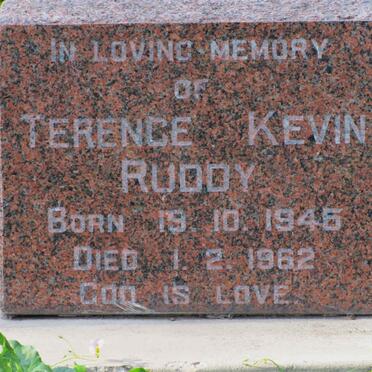 IN LOVING MEMORY
OF
TERENCE KEVIN
RUDDY
BORN 19. 10. 1945
DIED 1. 2. 1962
GOD IS LOVE.